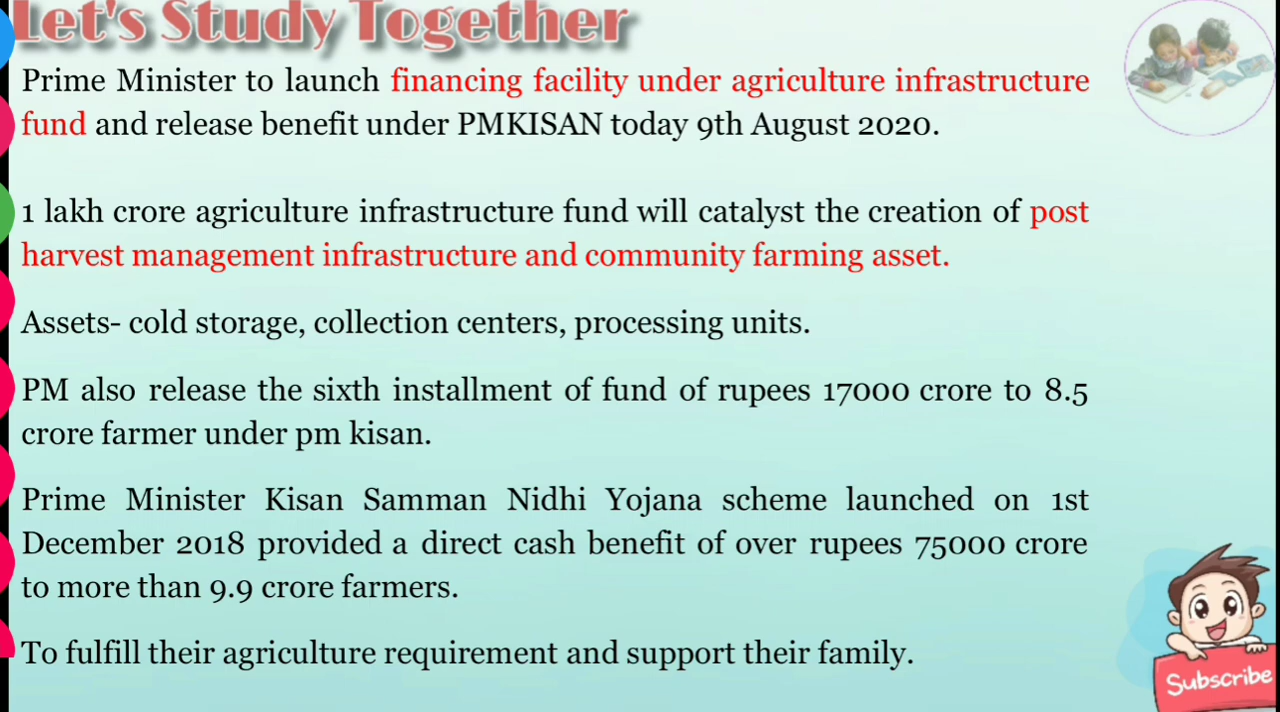 Let's Study Together
Prime Minister to launch financing facility under agriculture infrastructure
fund and release benefit under PMKISAN today 9th August 2020.
1 lakh crore agriculture infrastructure fund will catalyst the creation of post
harvest management infrastructure and community farming asset.
Assets- cold storage, collection centers, processing units.
PM also release the sixth installment of fund of rupees 17000 crore to 8.5
crore farmer under pm kisan.
Prime Minister Kisan Samman Nidhi Yojana scheme launched on 1st
December 2018 provided a direct cash benefit of over rupees 75000 crore
to more than 9.9 crore farmers.
To fulfill their agriculture requirement and support their family.
Subscribe